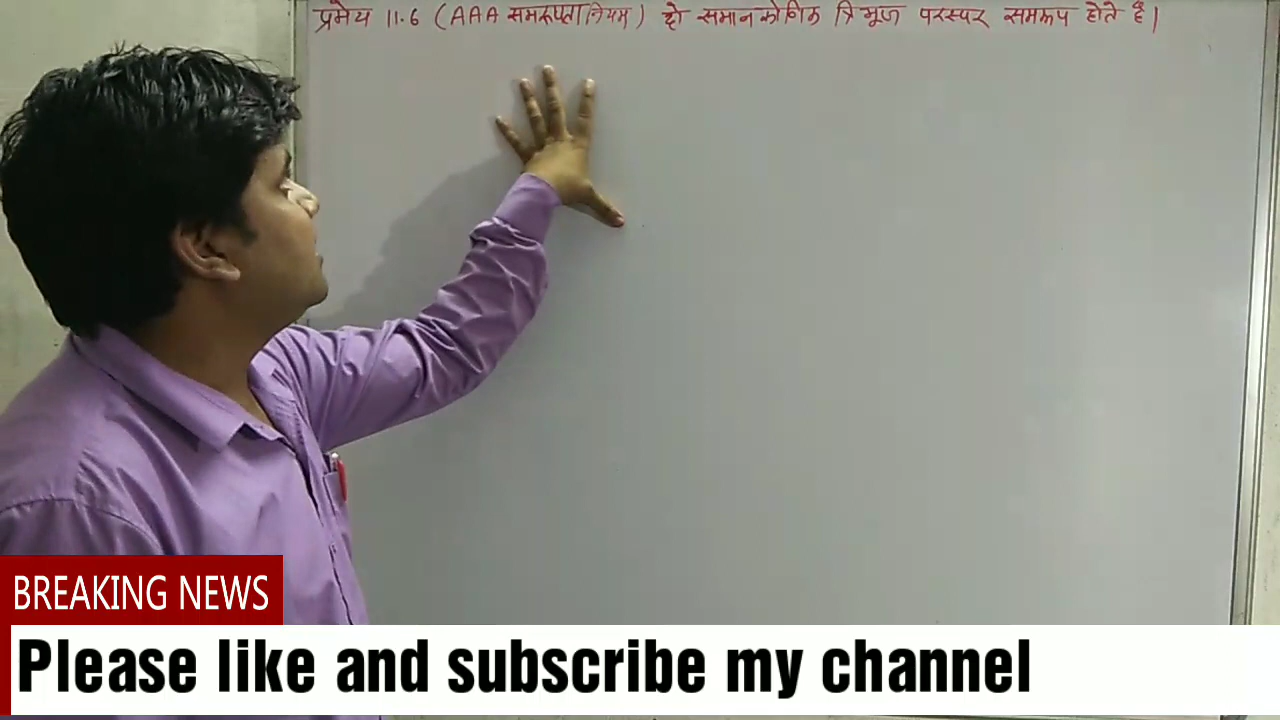 प्रमेय 11.6 (AAA समरूपता नियम) दो समानकोणिक त्रिभुज परस्पर समरूप होते हैं।
BREAKING NEWS
Please like and subscribe my channel